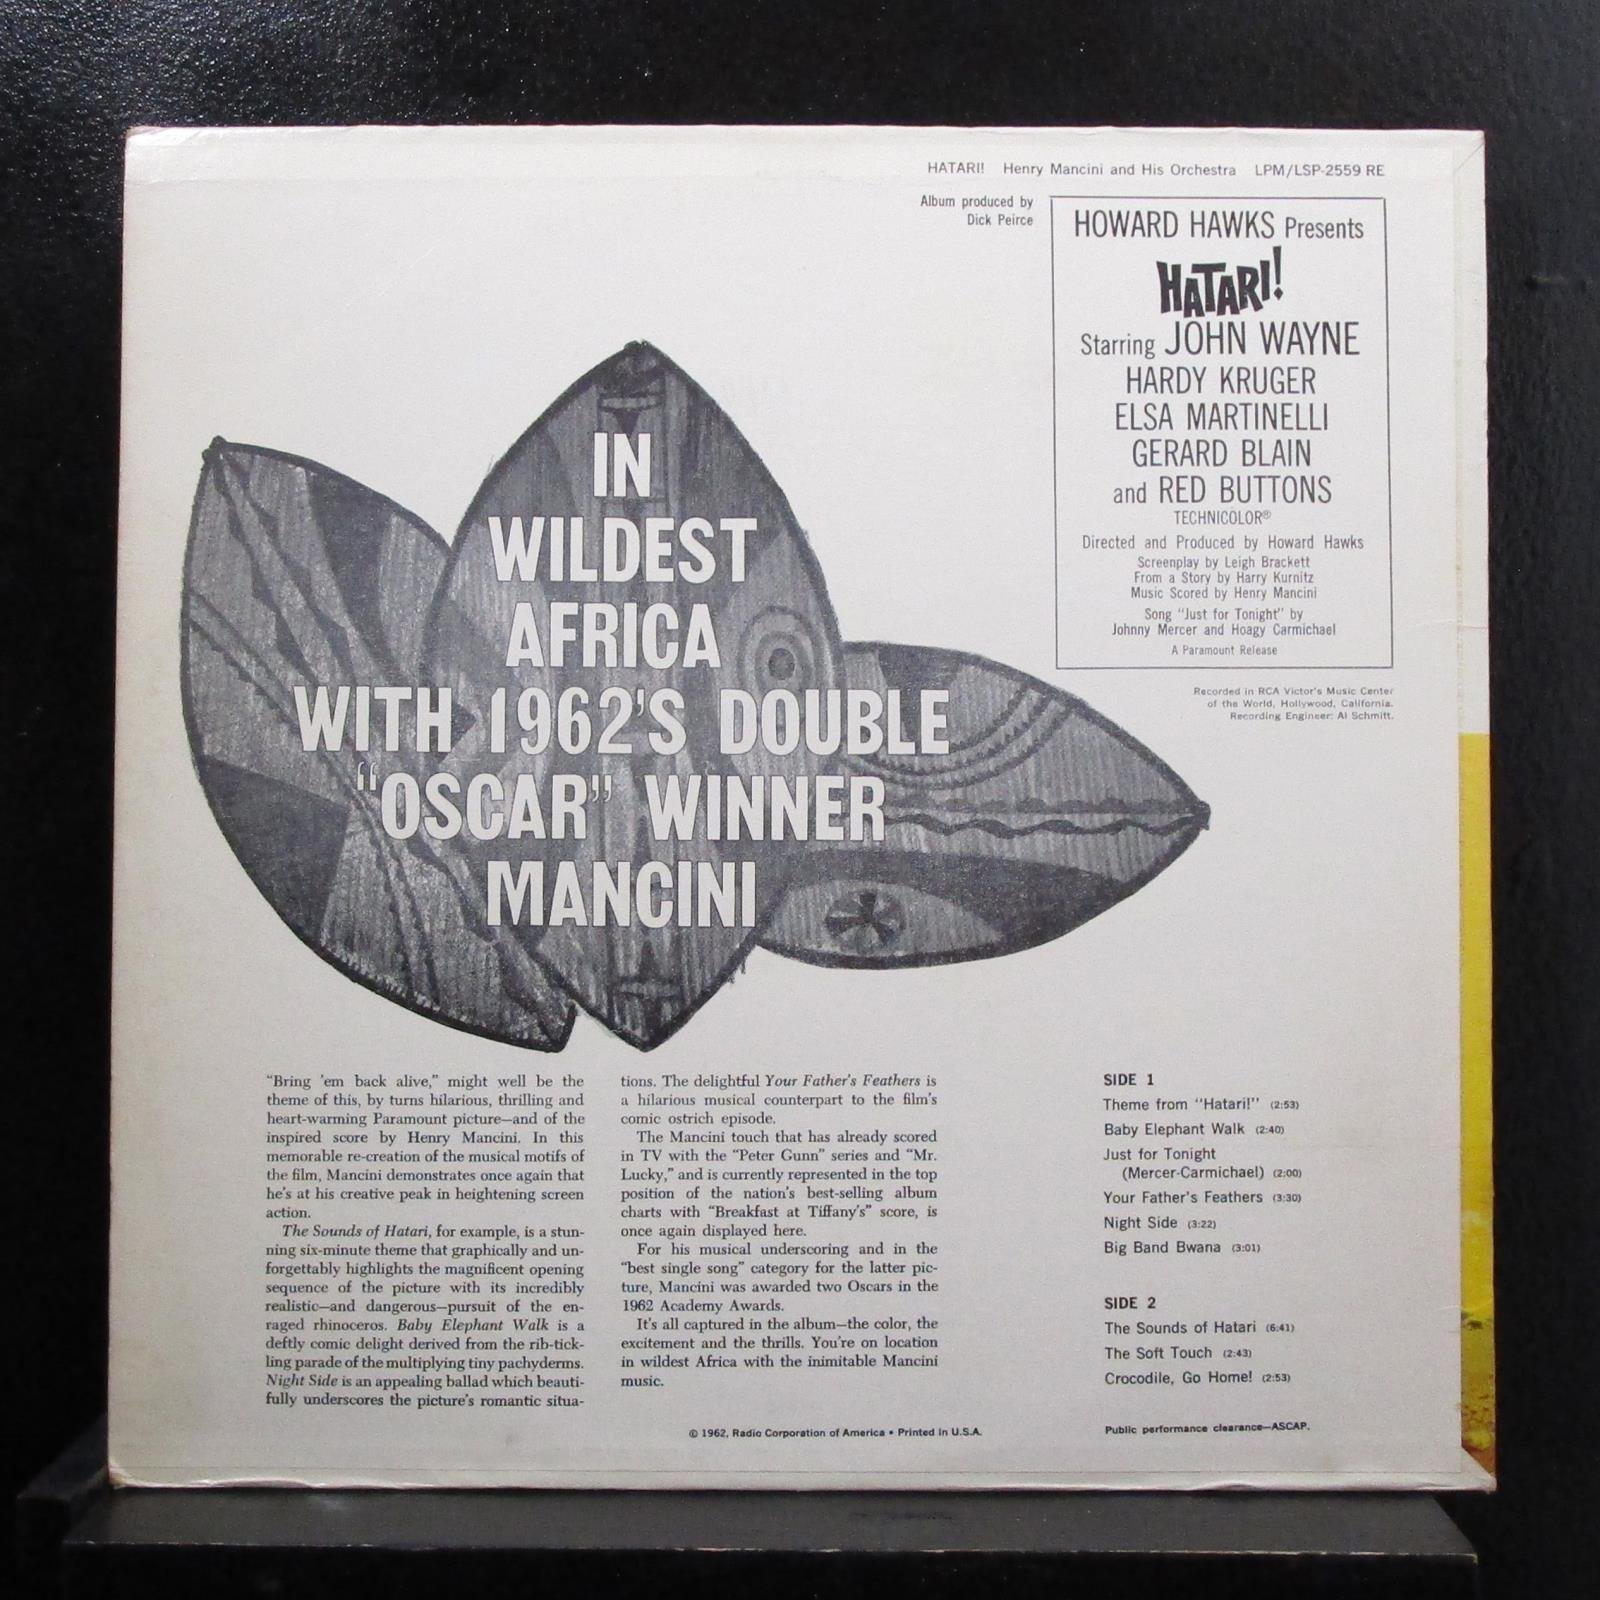 HATARI! Henry Mancini and His Orchestra LPM/LSP-2559 RE
Album produced by
Dick Peirce
HOWARD HAWKS Presents
HATARI!
Starring JOHN WAYNE
HARDY KRUGER
ELSA MARTINELLI
GERARD BLAIN
and RED BUTTONS
TECHNICOLOR®
Directed and Produced by Howard Hawks
Screenplay by Leigh Brackett
From a Story by Harry Kurnitz
Music Scored by Henry Mancini
Song "Just for Tonight" by
Johnny Mercer and Hoagy Carmichael
A Paramount Release
Recorded in RCA Victor's Music Center
of the World, Hollywood, California.
Recording Engineer: Al Schmitt.
IN
WILDEST
AFRICA
WITH 1962'S DOUBLE
"OSCAR" WINNER
MANCINI
"Bring 'em back alive," might well be the
theme of this, by turns hilarious, thrilling and
heart-warming Paramount picture—and of the
inspired score by Henry Mancini. In this
memorable re-creation of the musical motifs of
the film, Mancini demonstrates once again that
he's at his creative peak in heightening screen
action.
The Sounds of Hatari, for example, is a stun-
ning six-minute theme that graphically and un-
forgettably highlights the magnificent opening
sequence of the picture with its incredibly
realistic—and dangerous—pursuit of the en-
raged rhinoceros. Baby Elephant Walk is a
deftly comic delight derived from the rib-tick-
ling parade of the multiplying tiny pachyderms.
Night Side is an appealing ballad which beauti-
fully underscores the picture's romantic situa-
tions. The delightful Your Father's Feathers is
a hilarious musical counterpart to the film's
comic ostrich episode.
The Mancini touch that has already scored
in TV with the "Peter Gunn" series and "Mr.
Lucky," and is currently represented in the top
position of the nation's best-selling album
charts with "Breakfast at Tiffany's" score, is
once again displayed here.
For his musical underscoring and in the
"best single song" category for the latter pic-
ture, Mancini was awarded two Oscars in the
1962 Academy Awards.
It's all captured in the album—the color, the
excitement and the thrills. You're on location
in wildest Africa with the inimitable Mancini
music.
SIDE 1
Theme from "Hatari!" (2:53)
Baby Elephant Walk (2:40)
Just for Tonight
(Mercer-Carmichael) (2:00)
Your Father's Feathers (3:30)
Night Side (3:22)
Big Band Bwana (3:01)
SIDE 2
The Sounds of Hatari (6:41)
The Soft Touch (2:43)
Crocodile, Go Home! (2:53)
© 1962, Radio Corporation of America • Printed in U.S.A.
Public performance clearance—ASCAP.